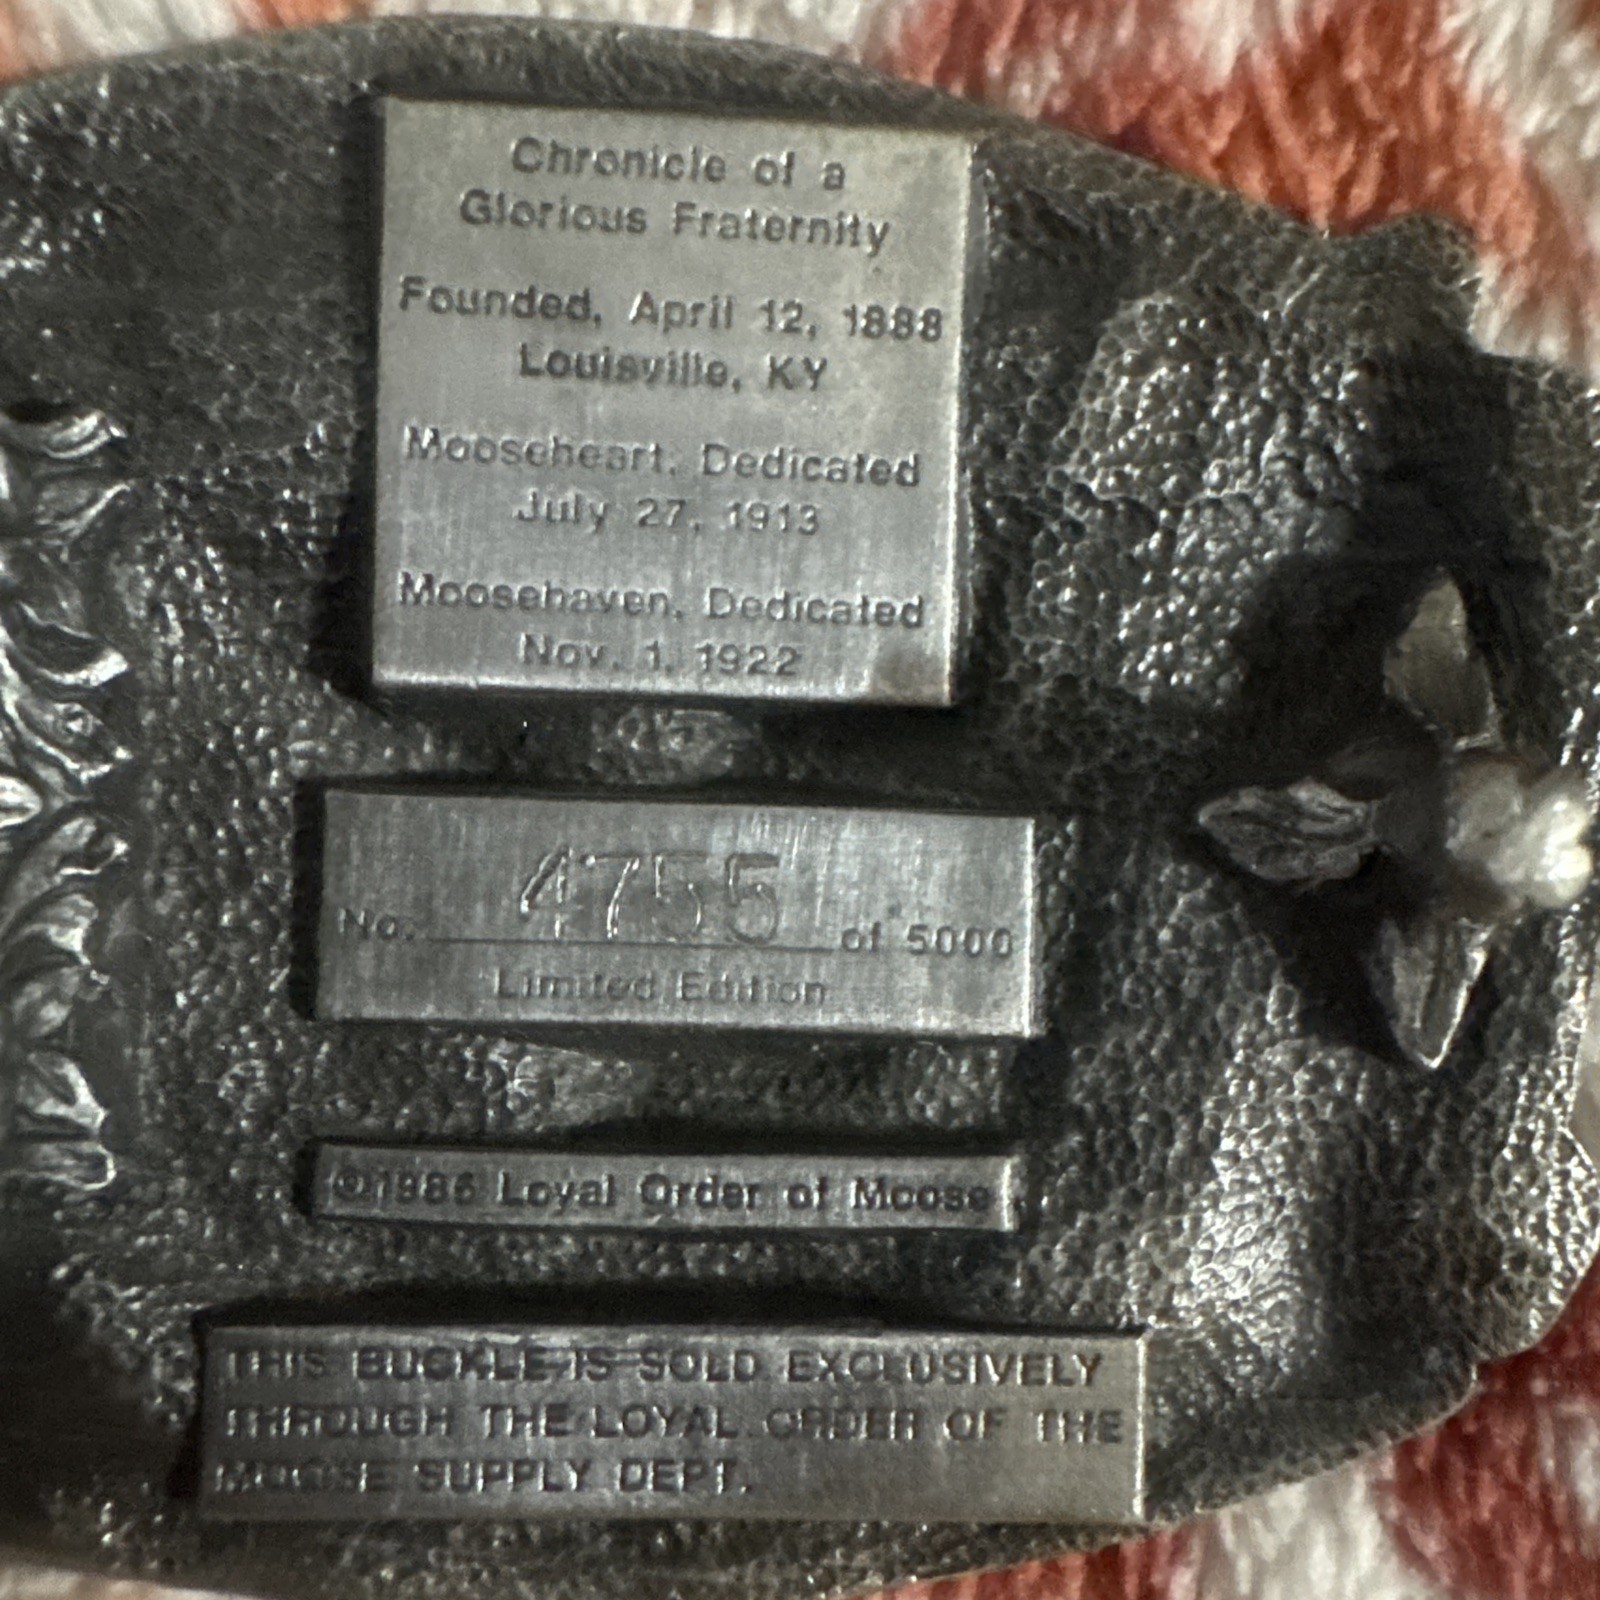 Chronicle of a
Glorious Fraternity
Founded, April 12, 1888
Louisville, KY
Mooseheart, Dedicated
July 27, 1913
Moosehaven, Dedicated
Nov. 1, 1922
No. 4755 of 5000
Limited Edition
©1986 Loyal Order of Moose
THIS BUCKLE IS SOLD EXCLUSIVELY
THROUGH THE LOYAL ORDER OF THE
MOOSE SUPPLY DEPT.